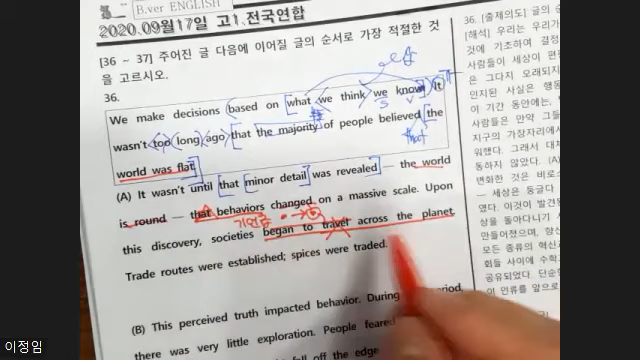 B.ver ENGLISH
2020.09월17일 고1.전국연합
[36 ~ 37] 주어진 글 다음에 이어질 글의 순서로 가장 적절한 것
을 고르시오.
36.
We make decisions based on what we think we know. It
wasn't too long ago that the majority of people believed the
world was flat.
(A) It wasn't until that minor detail was revealed — the world
is round — that behaviors changed on a massive scale. Upon
this discovery, societies began to travel across the planet.
Trade routes were established; spices were traded.
(B) This perceived truth impacted behavior. During
period
there was very little exploration. People feared
fall off the edge
36. [출제의도] 글의
[해석] 우리는 우리가
것에 기초하여 결정
사람들이 세상이 편
은 그다지 오래되지
인지된 사실은 행동
이 기간 동안에는,
사람들은 만약 그들
지구의 가장자리에서
워했다. 그래서 대체
동하지 않았다. (A)
변화한 것은 비로소
— 세상은 둥글다
였다. 이것이 발견된
상을 돌아다니기 시
만들어졌으며, 향신
모든 종류의 혁신
회들 사이에 수학
공유되었다. 단순한
이 인류를 앞으로
이정임